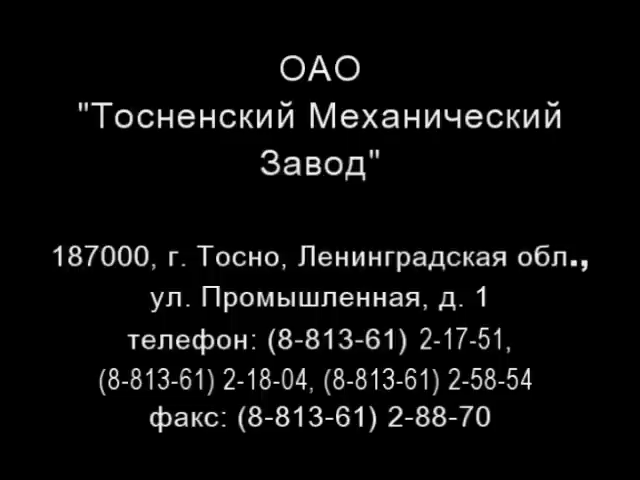 ОАО
"Тосненский Механический
Завод"
187000, г. Тосно, Ленинградская обл.,
ул. Промышленная, д. 1
телефон: (8-813-61) 2-17-51,
(8-813-61) 2-18-04, (8-813-61) 2-58-54
факс: (8-813-61) 2-88-70